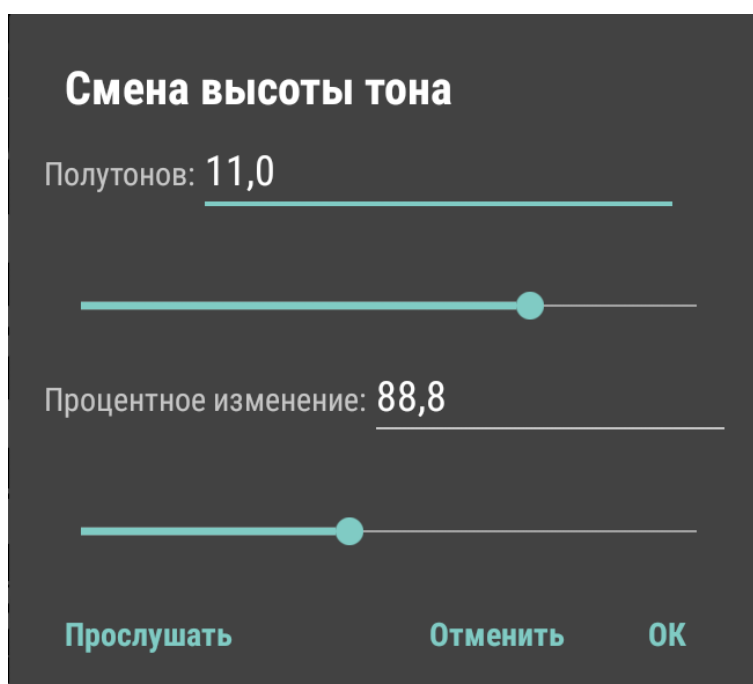 Смена высоты тона
Полутонов: 11,0
Процентное изменение: 88,8
Прослушать Отменить ОК